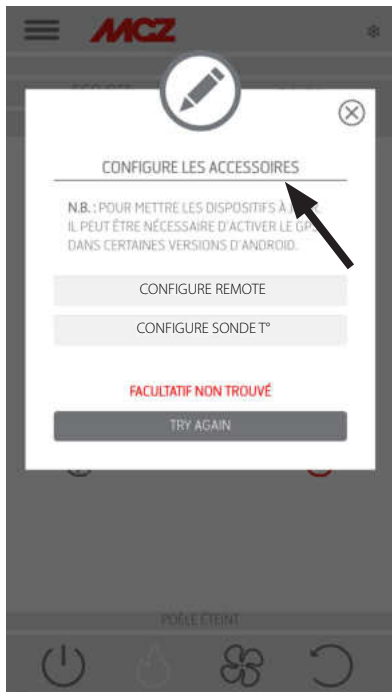 MCZ
CONFIGURE LES ACCESSOIRES
N.B. : POUR METTRE LES DISPOSITIFS À
IL PEUT ÊTRE NÉCESSAIRE D'ACTIVER LE GPS
DANS CERTAINES VERSIONS D'ANDROID.
CONFIGURE REMOTE
CONFIGURE SONDE T°
FACULTATIF NON TROUVÉ
TRY AGAIN
POÊLE ÉTEINT